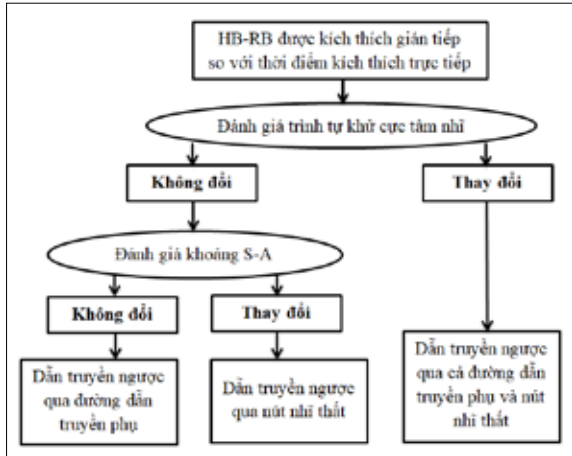 HB-RB được kích thích gián tiếp
so với thời điểm kích thích trực tiếp
Đánh giá trình tự khử cực tâm nhĩ
Không đổi
Thay đổi
Đánh giá khoảng S-A
Không đổi
Thay đổi
Dẫn truyền ngược
qua đường dẫn
truyền phụ
Dẫn truyền ngược
qua nút nhĩ thất
Dẫn truyền ngược
qua cả đường dẫn
truyền phụ và nút
nhĩ thất